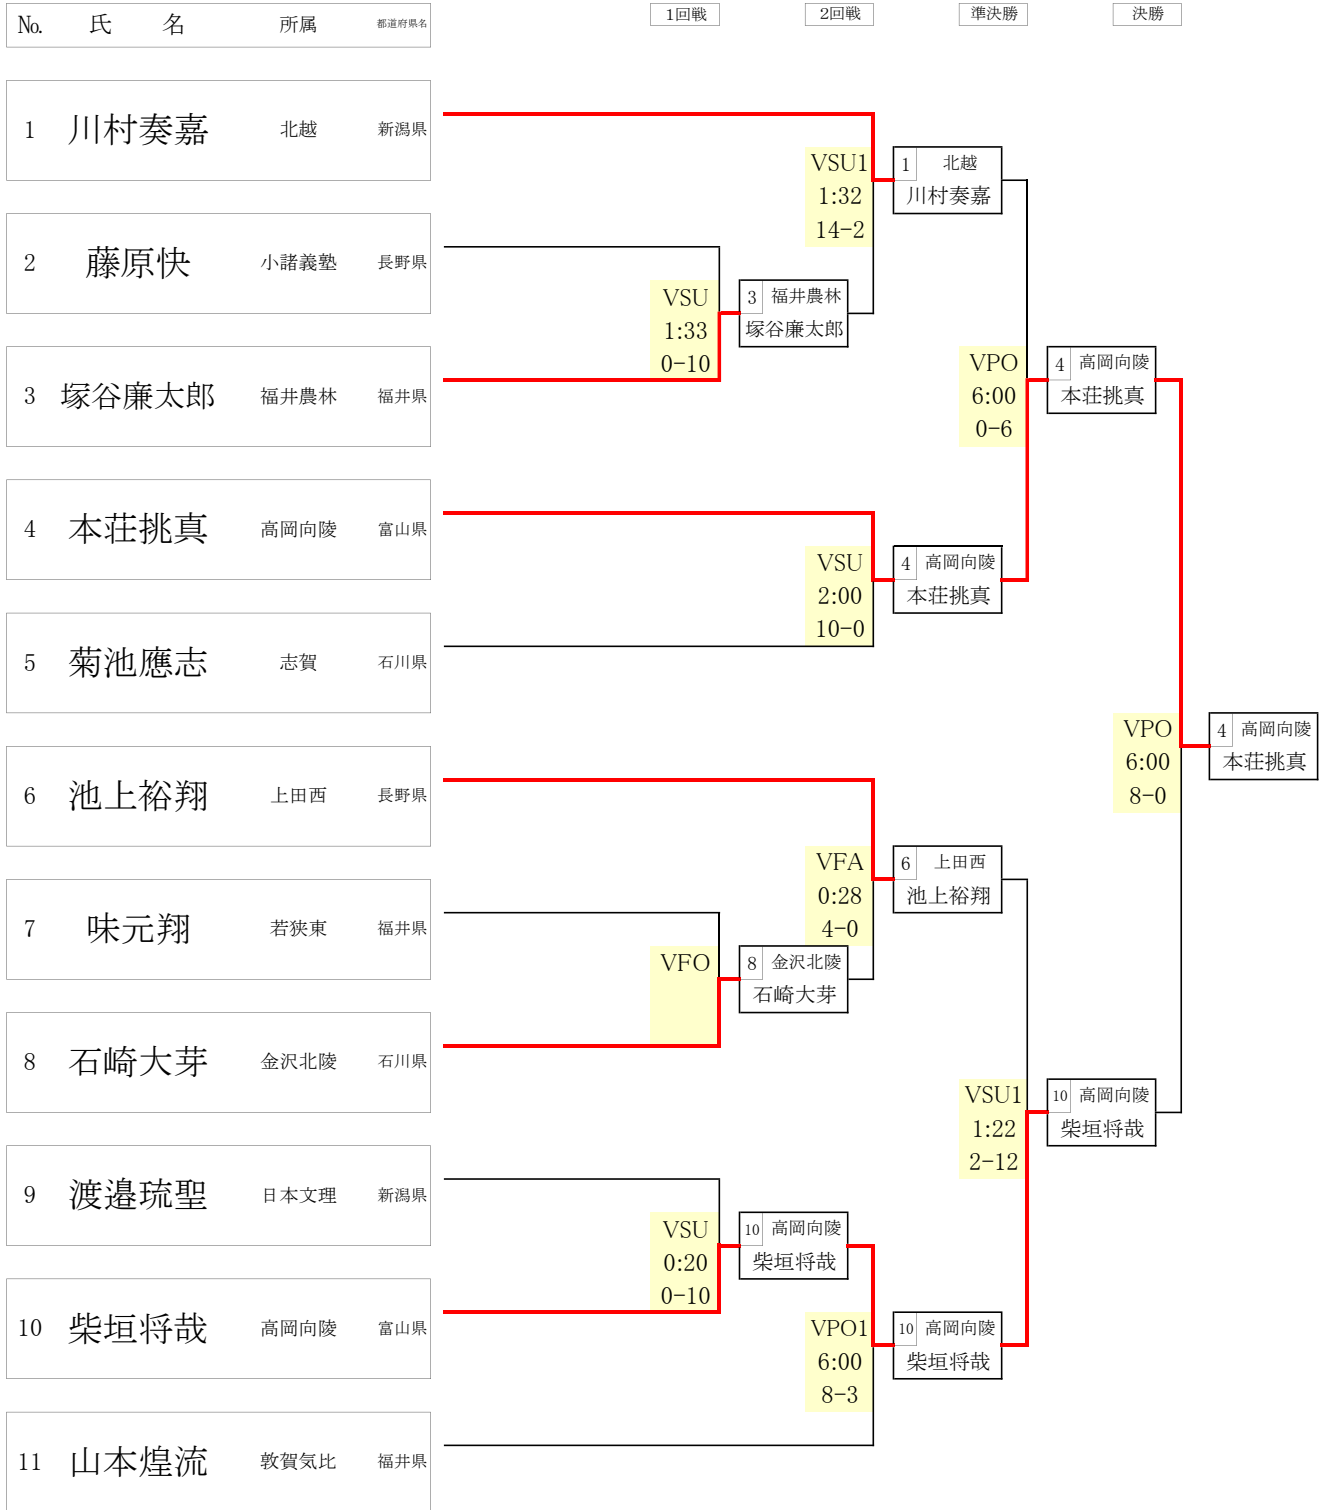 No. 氏 名 所属 都道府県名 1回戦 2回戦 準決勝 決勝
1 川村奏嘉 北越 新潟県
VSU1
1:32
14-2
1 北越
川村奏嘉
2 藤原快 小諸義塾 長野県
VSU
1:33
0-10
3 福井農林
塚谷廉太郎
3 塚谷廉太郎 福井農林 福井県
VPO
6:00
0-6
4 高岡向陵
本荘挑真
4 本荘挑真 高岡向陵 富山県
VSU
2:00
10-0
4 高岡向陵
本荘挑真
5 菊池應志 志賀 石川県
VPO
6:00
8-0
4 高岡向陵
本荘挑真
6 池上裕翔 上田西 長野県
VFA
0:28
4-0
6 上田西
池上裕翔
7 味元翔 若狭東 福井県
VFO
8 金沢北陵
石崎大芽
8 石崎大芽 金沢北陵 石川県
VSU1
1:22
2-12
10 高岡向陵
柴垣将哉
9 渡邉琉聖 日本文理 新潟県
VSU
0:20
0-10
10 高岡向陵
柴垣将哉
10 柴垣将哉 高岡向陵 富山県
VPO1
6:00
8-3
10 高岡向陵
柴垣将哉
11 山本煌流 敦賀気比 福井県